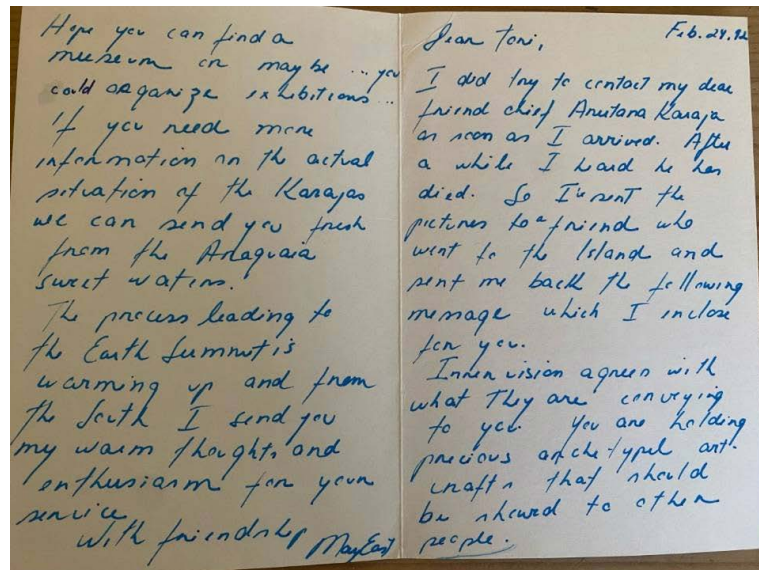 Feb. 24. 92
Dear Toni,
I did try to contact my dear
friend chief Arutana Karaja
as soon as I arrived. After
a while I heard he has
died. So I've sent the
pictures to a friend who
went to the Island and
sent me back the following
message which I inclose
for you.
Inner vision agrees with
what they are conveying
to you. You are holding
precious archetypel art-
crafts that should
be showed to other
people.
Hope you can find a
museum or maybe ... you
could organize exhibitions...
If you need more
information on the actual
situation of the Karajas
we can send you fresh
from the Araguaia
sweet waters.
The process leading to
the Earth Summit is
warming up and from
the South I send you
my warm thoughts and
enthusiasm for your
service
With friendship May East